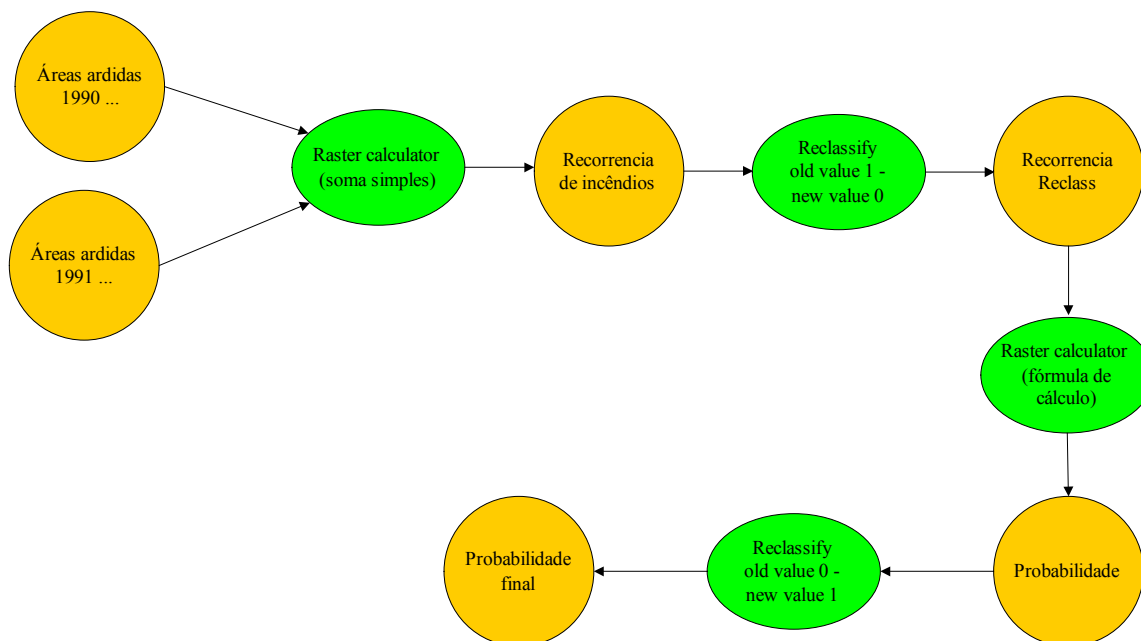 Áreas ardidas
1990 ...
Raster calculator
(soma simples)
Recorrencia
de incêndios
Reclassify
old value 1 -
new value 0
Recorrencia
Reclass
Áreas ardidas
1991 ...
Raster calculator
(fórmula de
cálculo)
Probabilidade
final
Reclassify
old value 0 -
new value 1
Probabilidade